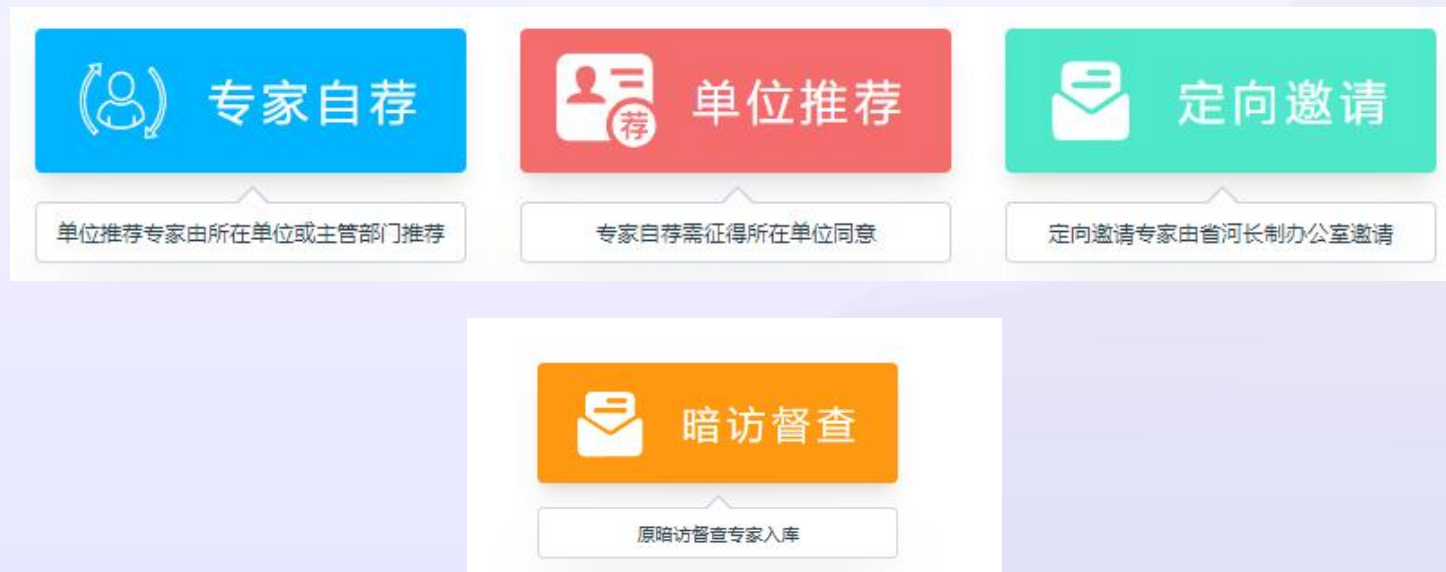 专家自荐
单位推荐专家由所在单位或主管部门推荐
荐
单位推荐
专家自荐需征得所在单位同意
定向邀请
定向邀请专家由省河长制办公室邀请
暗访督查
原暗访督查专家入库